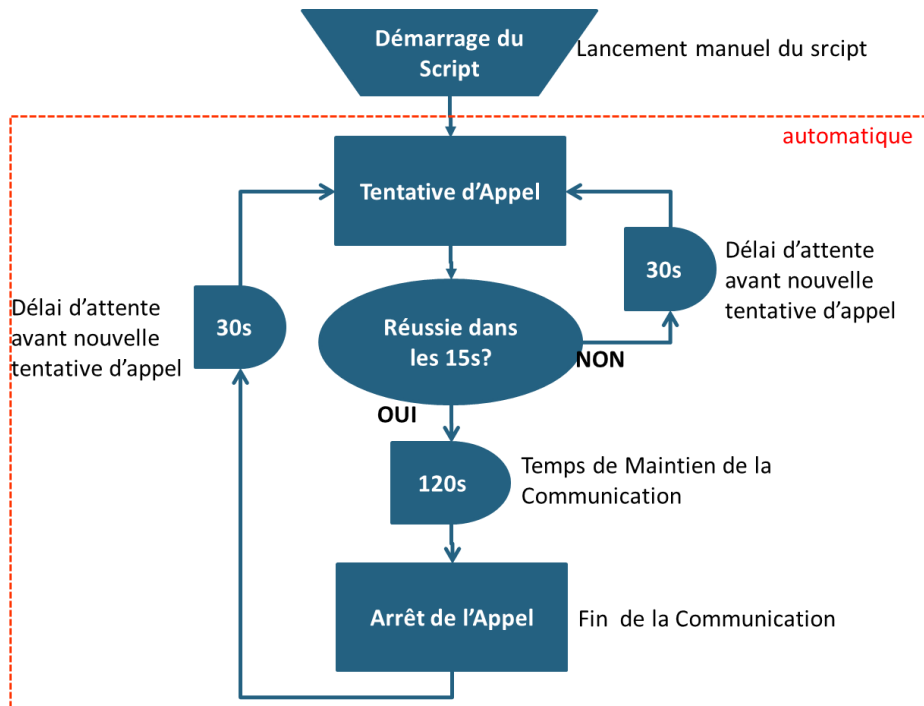 Démarrage du
Script
Lancement manuel du srcipt
automatique
Tentative d'Appel
30s
Délai d'attente
avant nouvelle
tentative d'appel
Délai d'attente
avant nouvelle
tentative d'appel
30s
Réussie dans
les 15s?
NON
OUI
120s
Temps de Maintien de la
Communication
Arrêt de l'Appel
Fin de la Communication